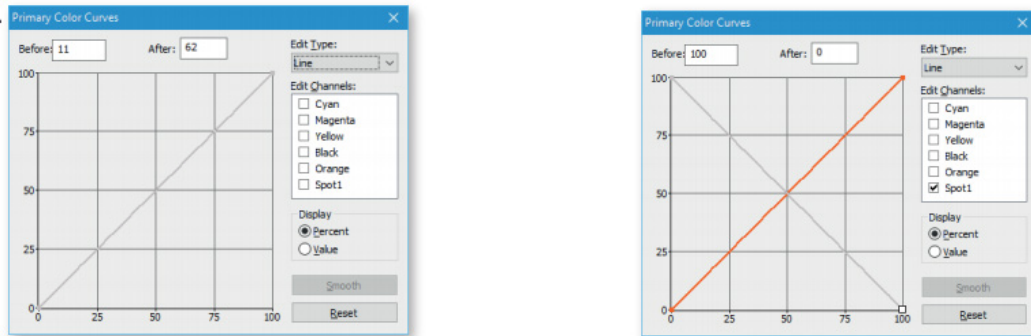 Primary Color Curves
Before: 11 After: 62
Edit Type:
Line
Edit Channels:
Cyan
Magenta
Yellow
Black
Orange
Spot1
Display
Percent
Value
Smooth
Reset
100
75
50
25
0
0 25 50 75 100
Primary Color Curves
Before: 100 After: 0
Edit Type:
Line
Edit Channels:
Cyan
Magenta
Yellow
Black
Orange
Spot1
Display
Percent
Value
Smooth
Reset
100
75
50
25
0
0 25 50 75 100